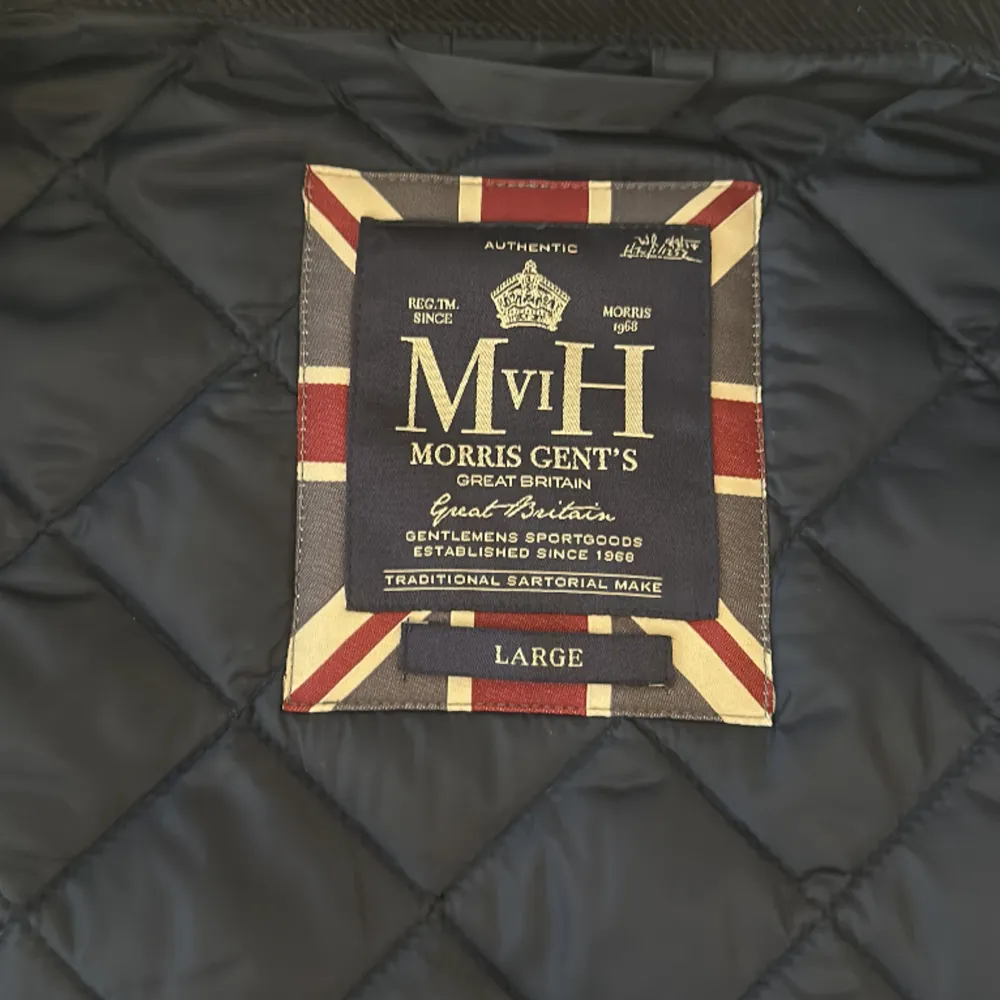 AUTHENTIC
REG.TM. MORRIS
SINCE 1968
M VI H
MORRIS GENT'S
GREAT BRITAIN
Great Britain
GENTLEMENS SPORTGOODS
ESTABLISHED SINCE 1968
TRADITIONAL SARTORIAL MAKE
LARGE